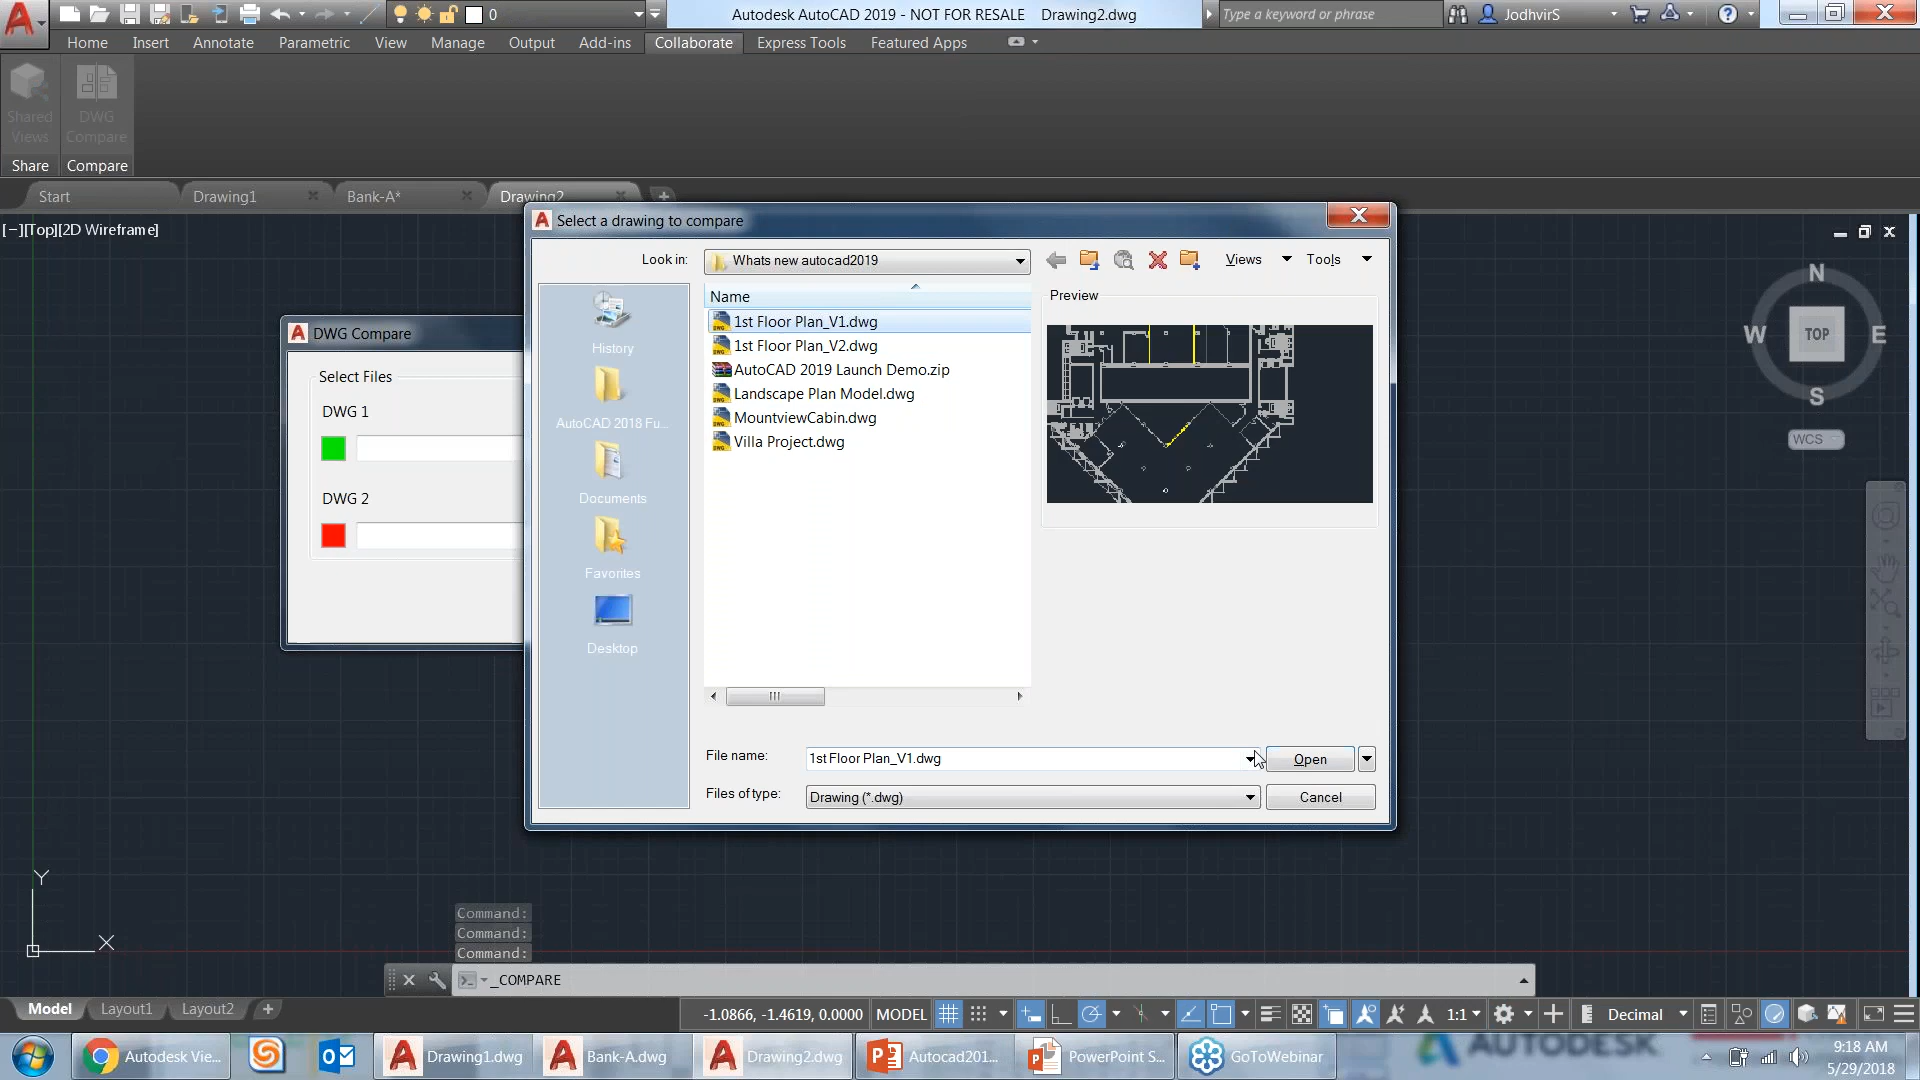 0
Autodesk AutoCAD 2019 - NOT FOR RESALE Drawing2.dwg
Type a keyword or phrase
JodhvirS
Home Insert Annotate Parametric View Manage Output Add-ins Collaborate Express Tools Featured Apps
Shared Views
DWG Compare
Share Compare
Start Drawing1 Bank-A* Drawing2
[−][Top][2D Wireframe]
Select a drawing to compare
Look in: Whats new autocad2019
Views Tools
Name
Preview
1st Floor Plan_V1.dwg
1st Floor Plan_V2.dwg
AutoCAD 2019 Launch Demo.zip
Landscape Plan Model.dwg
MountviewCabin.dwg
Villa Project.dwg
History
AutoCAD 2018 Fu...
Documents
Favorites
Desktop
File name: 1st Floor Plan_V1.dwg
Open
Files of type: Drawing (*.dwg)
Cancel
DWG Compare
Select Files
DWG 1
DWG 2
N
W TOP E
S
WCS
Y
X
Command:
Command:
Command:
_COMPARE
Model Layout1 Layout2
-1.0866, -1.4619, 0.0000 MODEL 1:1 Decimal
Autodesk Vie... Drawing1.dwg Bank-A.dwg Drawing2.dwg Autocad201... PowerPoint S... GoToWebinar
AUTODESK
9:18 AM
5/29/2018